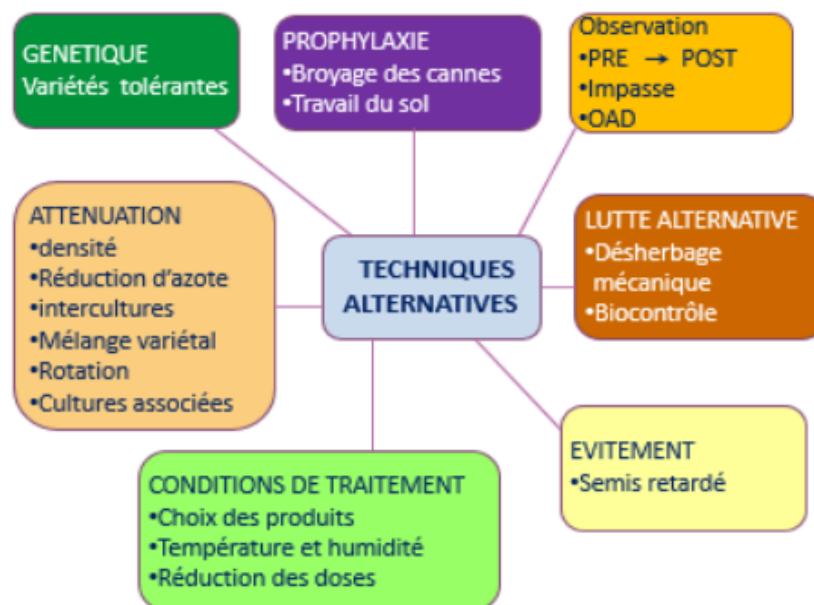 GENETIQUE
Variétés tolérantes
PROPHYLAXIE
•Broyage des cannes
•Travail du sol
Observation
•PRE → POST
•Impasse
•OAD
ATTENUATION
•densité
•Réduction d'azote
•intercultures
•Mélange variétal
•Rotation
•Cultures associées
TECHNIQUES
ALTERNATIVES
LUTTE ALTERNATIVE
•Désherbage
mécanique
•Biocontrôle
CONDITIONS DE TRAITEMENT
•Choix des produits
•Température et humidité
•Réduction des doses
EVITEMENT
•Semis retardé